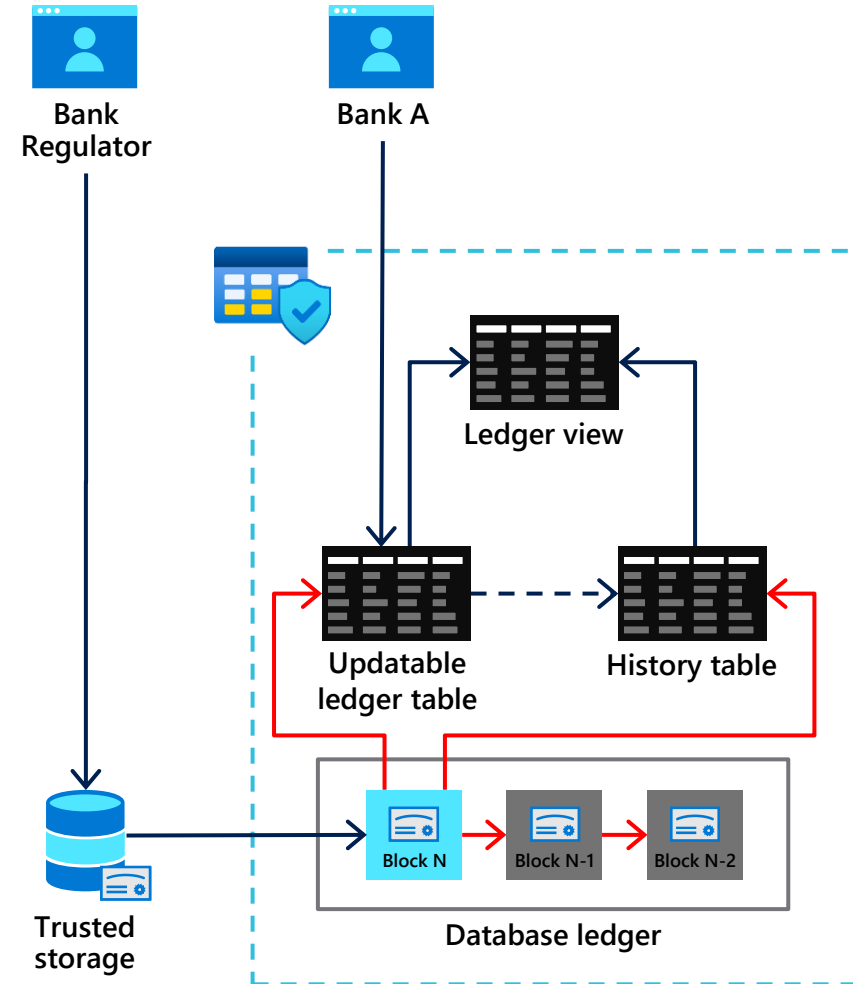 Bank
Regulator
Bank A
Ledger view
Updatable
ledger table
History table
Block N
Block N-1
Block N-2
Database ledger
Trusted
storage